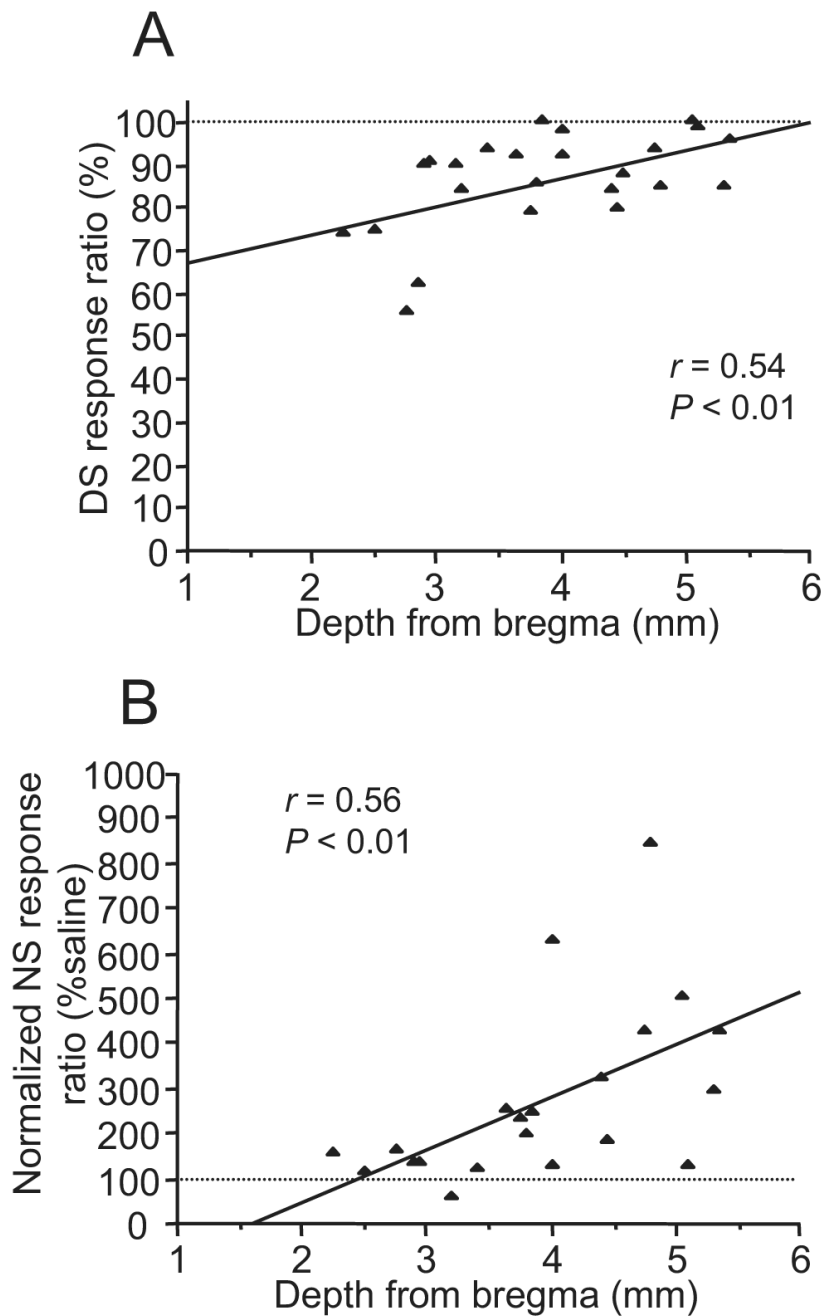 A
DS response ratio (%)
100
90
80
70
60
50
40
30
20
10
0
1 2 3 4 5 6
Depth from bregma (mm)
r = 0.54
P < 0.01
B
Normalized NS response
ratio (%saline)
1000
900
800
700
600
500
400
300
200
100
0
1 2 3 4 5 6
Depth from bregma (mm)
r = 0.56
P < 0.01